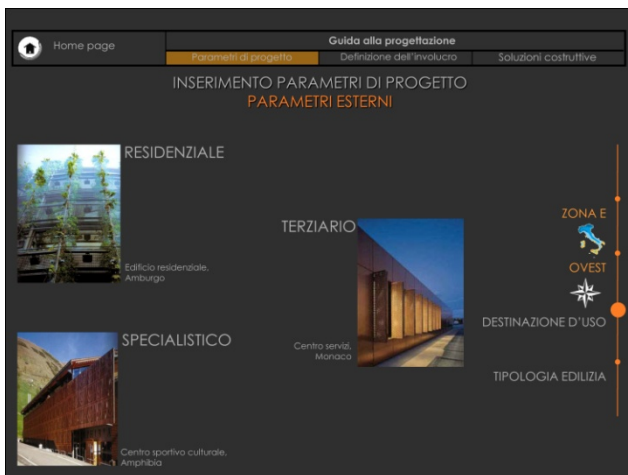 Home page
Guida alla progettazione
Parametri di progetto
Definizione dell'involucro
Soluzioni costruttive
INSERIMENTO PARAMETRI DI PROGETTO
PARAMETRI ESTERNI
RESIDENZIALE
Edificio residenziale,
Amburgo
TERZIARIO
Centro servizi,
Monaca
SPECIALISTICO
Centro sportivo culturale,
Amphibia
ZONA E
OVEST
DESTINAZIONE D'USO
TIPOLOGIA EDILIZIA